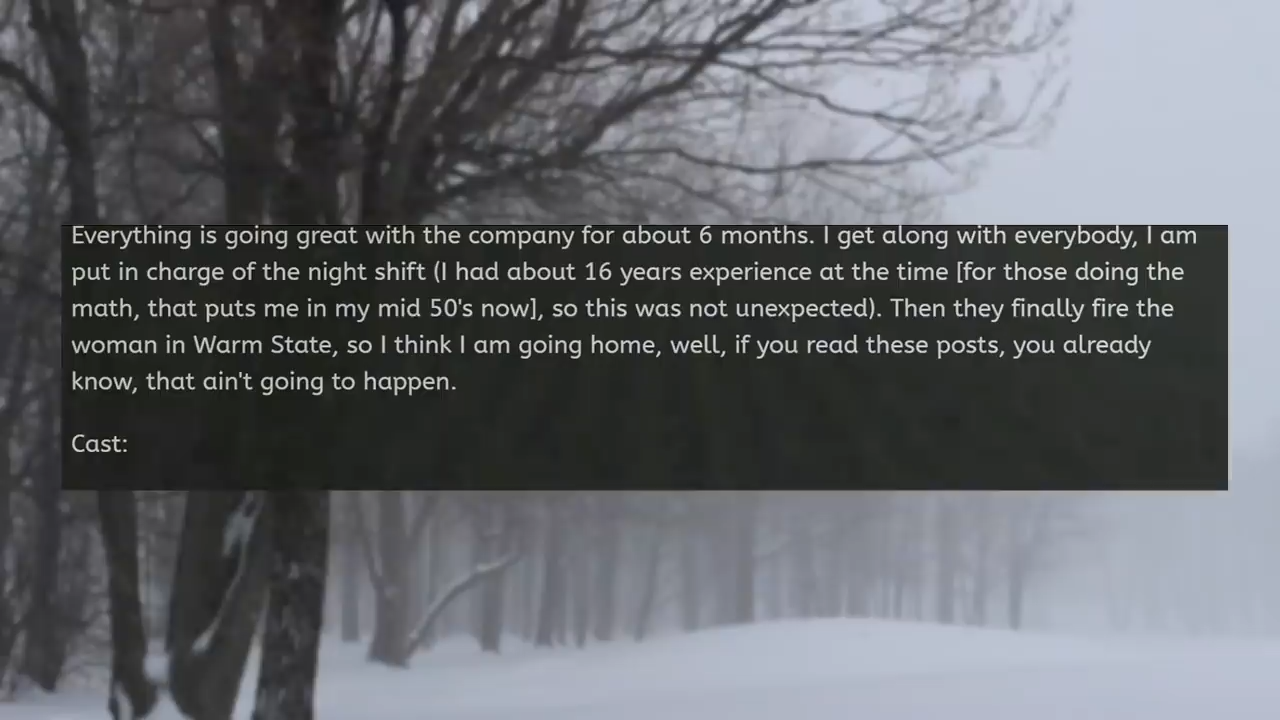 Everything is going great with the company for about 6 months. I get along with everybody, I am
put in charge of the night shift (I had about 16 years experience at the time [for those doing the
math, that puts me in my mid 50's now], so this was not unexpected). Then they finally fire the
woman in Warm State, so I think I am going home, well, if you read these posts, you already
know, that ain't going to happen.
Cast: